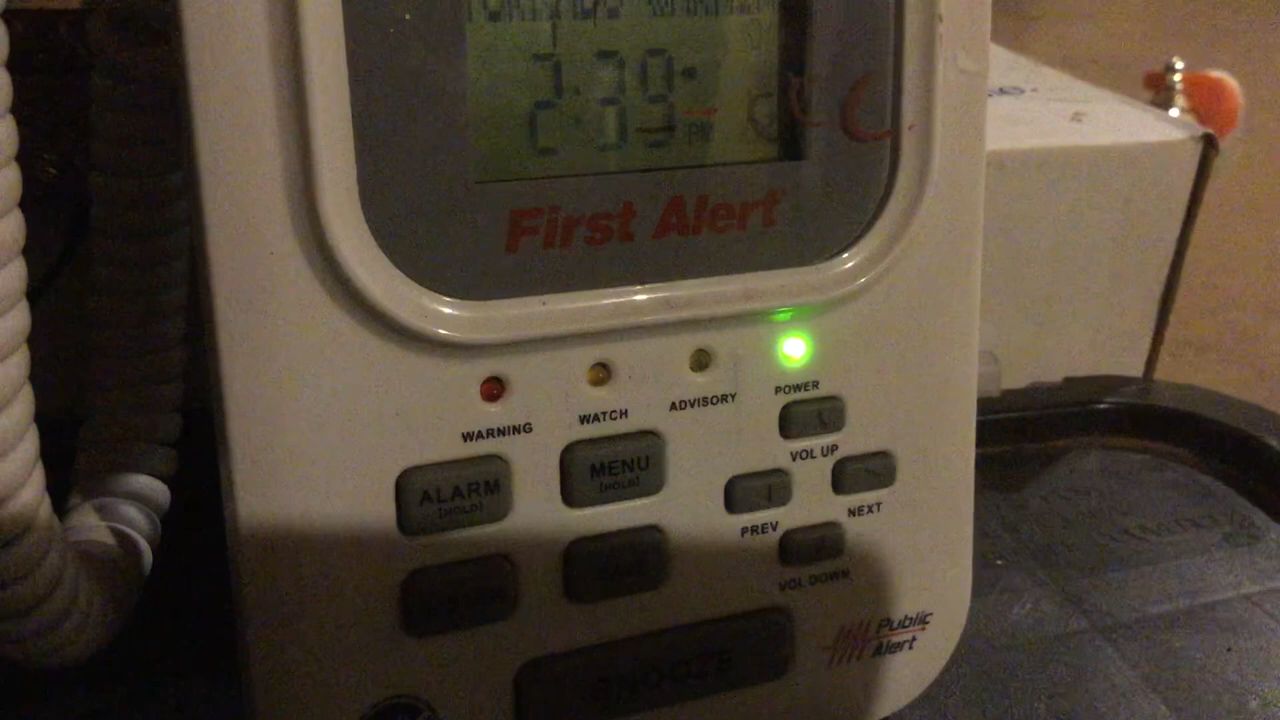 2:39
PM
First Alert
WARNING
WATCH
ADVISORY
POWER
VOL UP
ALARM
[HOLD]
MENU
[HOLD]
PREV
NEXT
VOL DOWN
SNOOZE
Public
Alert